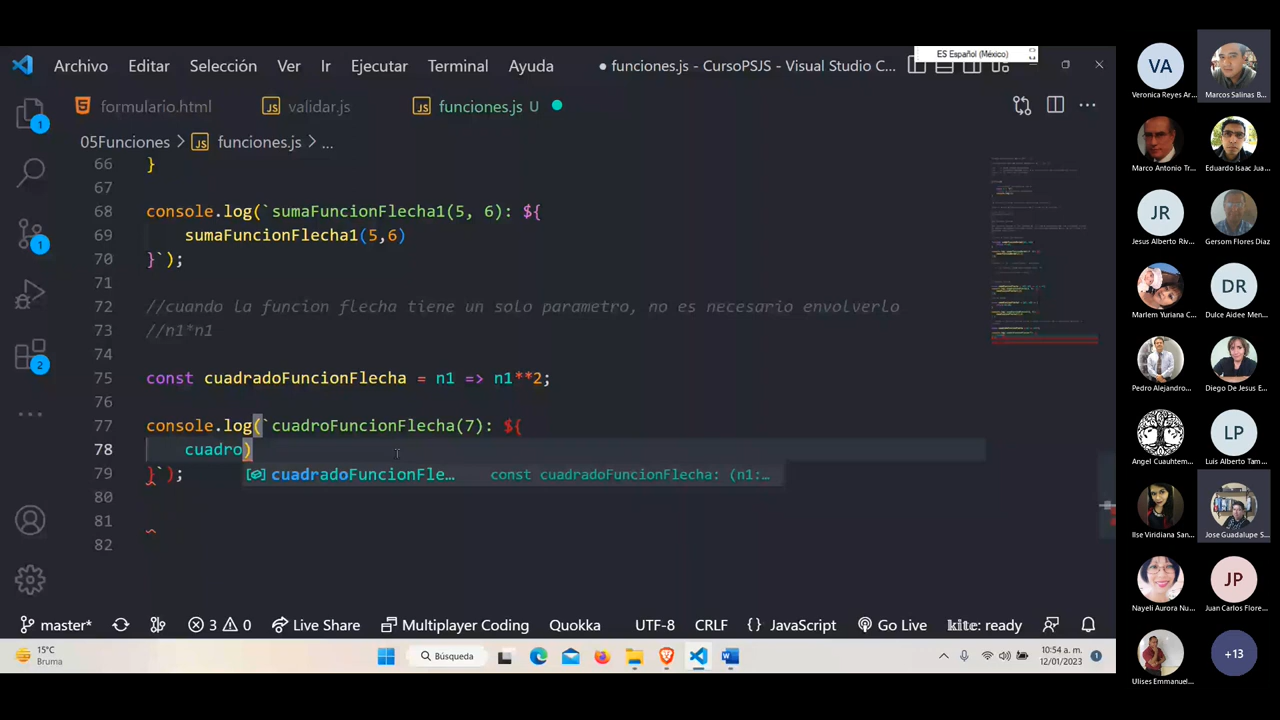 ES Español (México)
Archivo Editar Selección Ver Ir Ejecutar Terminal Ayuda ● funciones.js - CursoPSJS - Visual Studio C...
formulario.html validar.js funciones.js U
05Funciones > funciones.js > ...
66 }
67
68 console.log(`sumaFuncionFlecha1(5, 6): ${
69 sumaFuncionFlecha1(5,6)
70 }`);
71
72 //cuando la funcion flecha tiene un solo parametro, no es necesario envolverlo
73 //n1*n1
74
75 const cuadradoFuncionFlecha = n1 => n1**2;
76
77 console.log(`cuadroFuncionFlecha(7): ${
78 cuadro)
cuadradoFuncionFle... const cuadradoFuncionFlecha: (n1:...
79 }`);
80
81
82
1
1
2
master* 3 0 Live Share Multiplayer Coding Quokka UTF-8 CRLF {} JavaScript Go Live kite: ready
15°C
Bruma
Búsqueda
10:54 a. m.
12/01/2023
1
VA
Veronica Reyes Ar...
Marcos Salinas B...
Marco Antonio Tr...
Eduardo Isaac Jua...
JR
Jesus Alberto Riv...
Gersom Flores Diaz
Marlem Yuriana C...
DR
Dulce Aidee Men...
Pedro Alejandro...
Diego De Jesus E...
Angel Cuauhtem...
LP
Luis Alberto Tam...
Ilse Viridiana San...
Jose Guadalupe S...
Nayeli Aurora Nu...
JP
Juan Carlos Flore...
Ulises Emmanuel...
+13